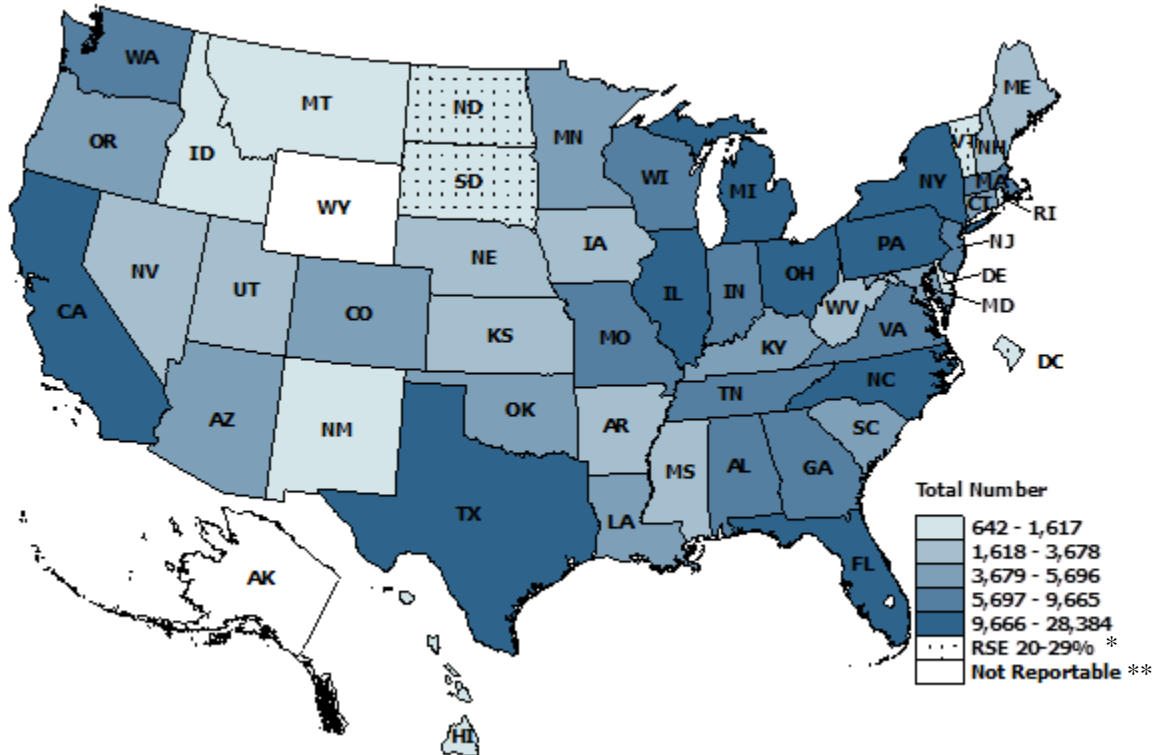 WA
MT
ND
ME
OR
ID
MN
VT
NH
SD
WI
MA
MI
NY
WY
CT
RI
PA
NJ
NE
IA
OH
DE
NV
UT
IL
IN
MD
CA
CO
WV
KS
MO
VA
KY
DC
NC
TN
AZ
OK
NM
AR
SC
MS
AL
GA
TX
LA
FL
AK
HI
Total Number
642 - 1,617
1,618 - 3,678
3,679 - 5,696
5,697 - 9,665
9,666 - 28,384
RSE 20-29% *
Not Reportable **